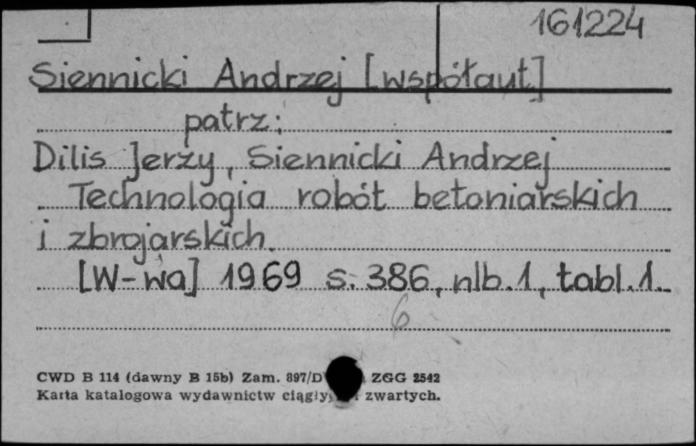 161224
Siennicki Andrzej [współaut]
patrz:
Dilis Jerzy, Siennicki Andrzej
Technologia robót betoniarskich
i zbrojarskich.
[W-wa] 1969 s. 386, nlb. 1, tabl. 1.
6
CWD B 114 (dawny B 15b) Zam. 897/D ZGG 2542
Karta katalogowa wydawnictw zwartych.